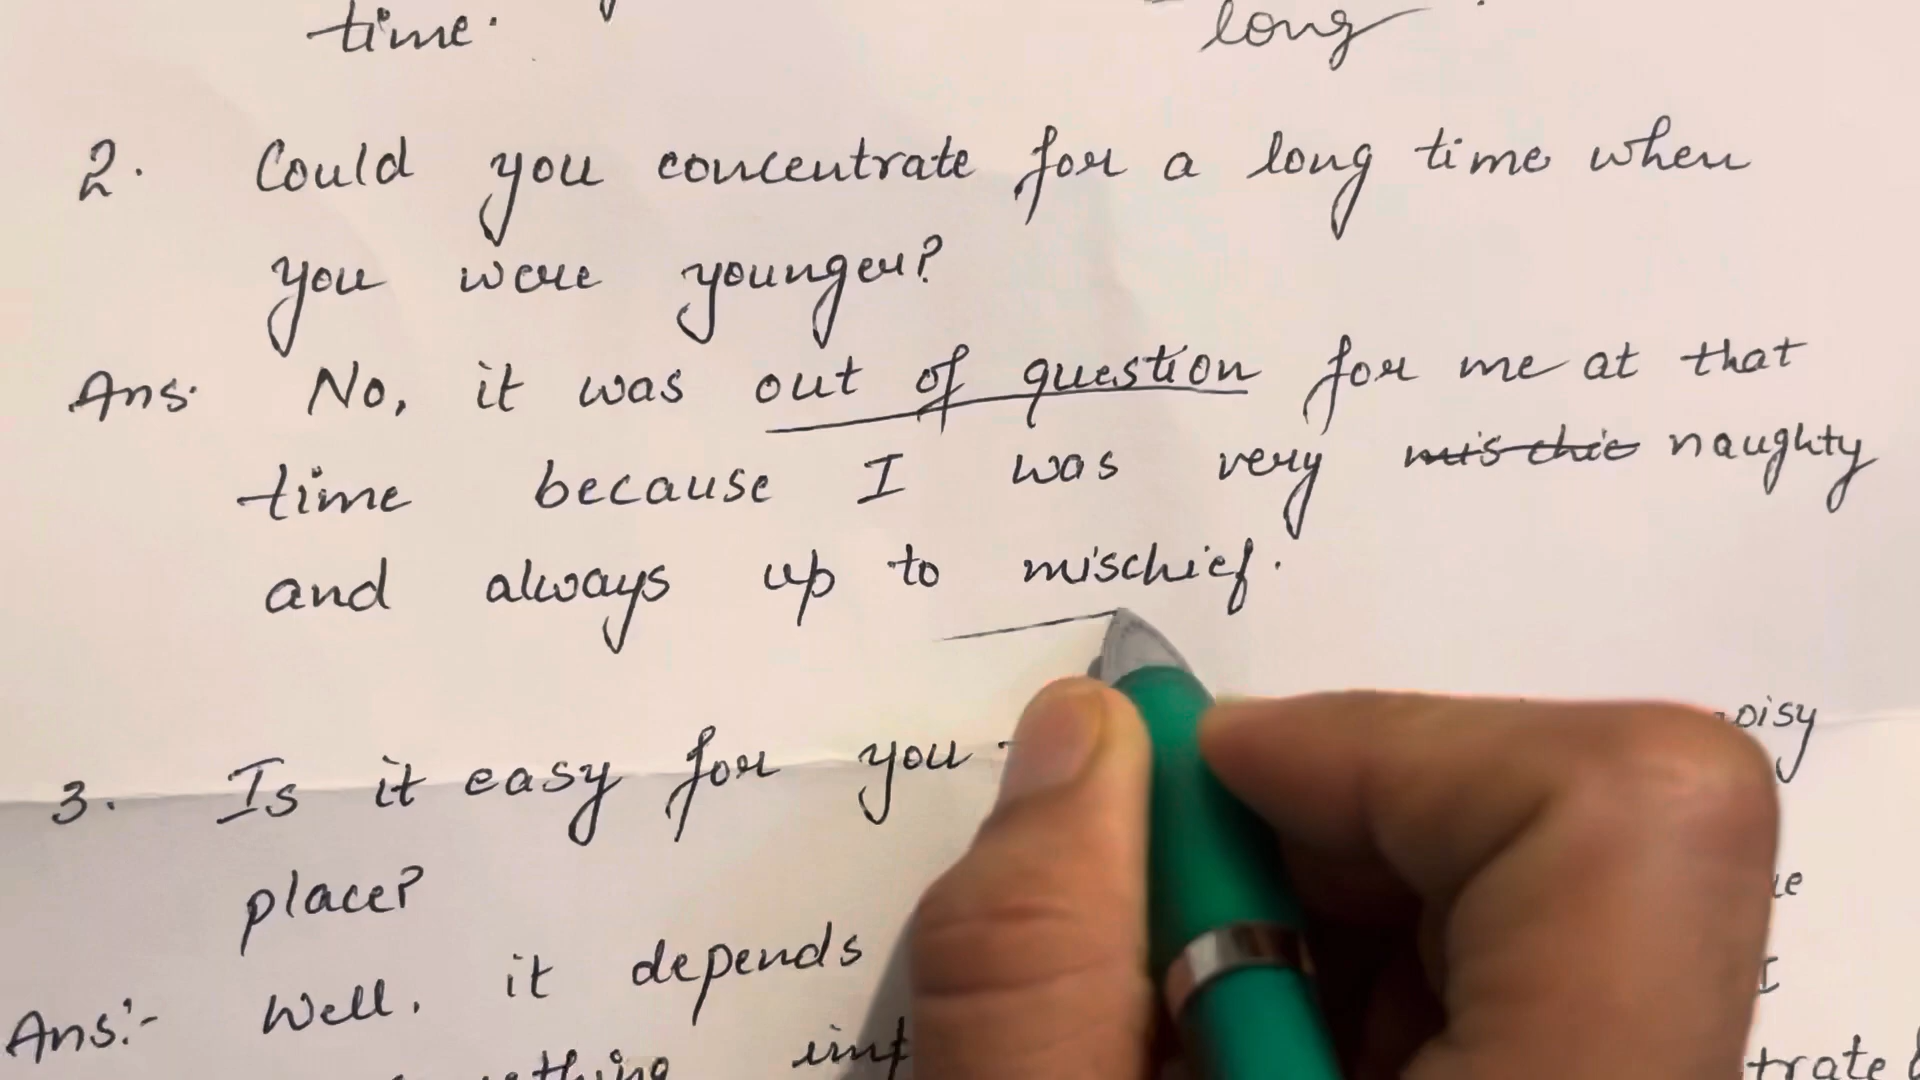 time. long
2. Could you concentrate for a long time when
you were younger?
Ans. No, it was out of question for me at that
time because I was very mischie naughty
and always up to mischief.
3. Is it easy for you
place?
Ans:- Well, it depends
I